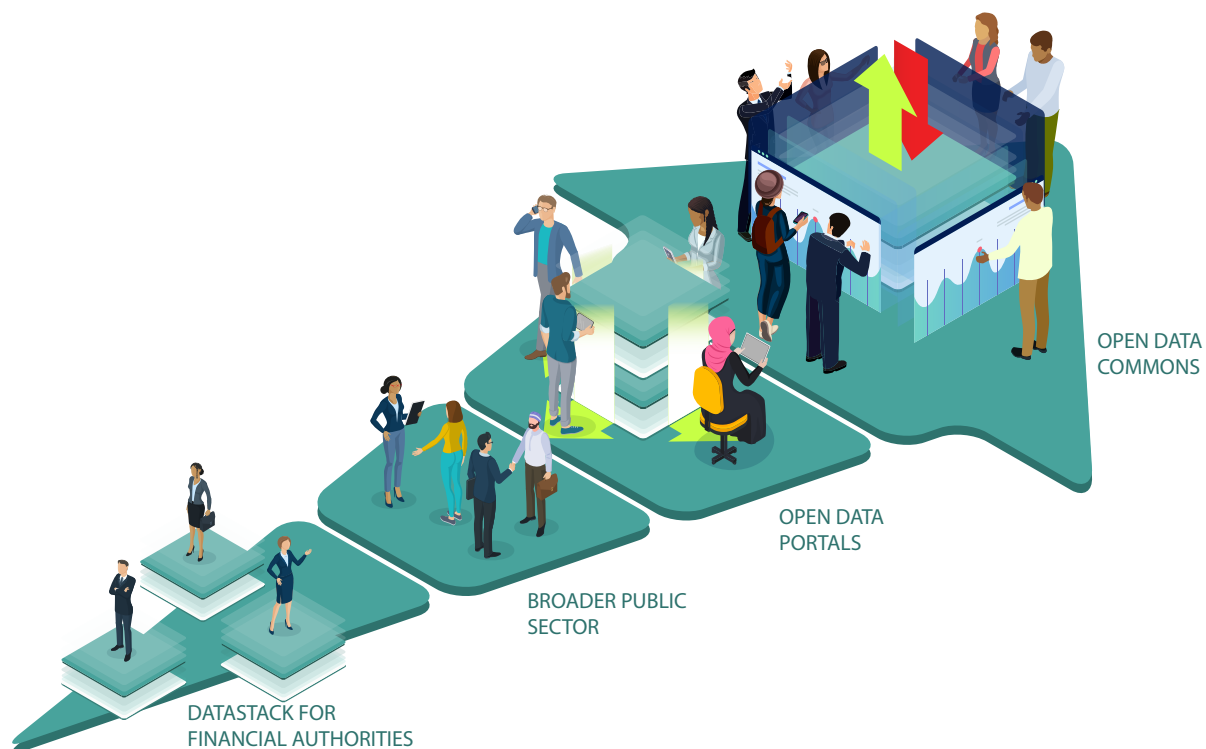 OPEN DATA
COMMONS
OPEN DATA
PORTALS
BROADER PUBLIC
SECTOR
DATASTACK FOR
FINANCIAL AUTHORITIES